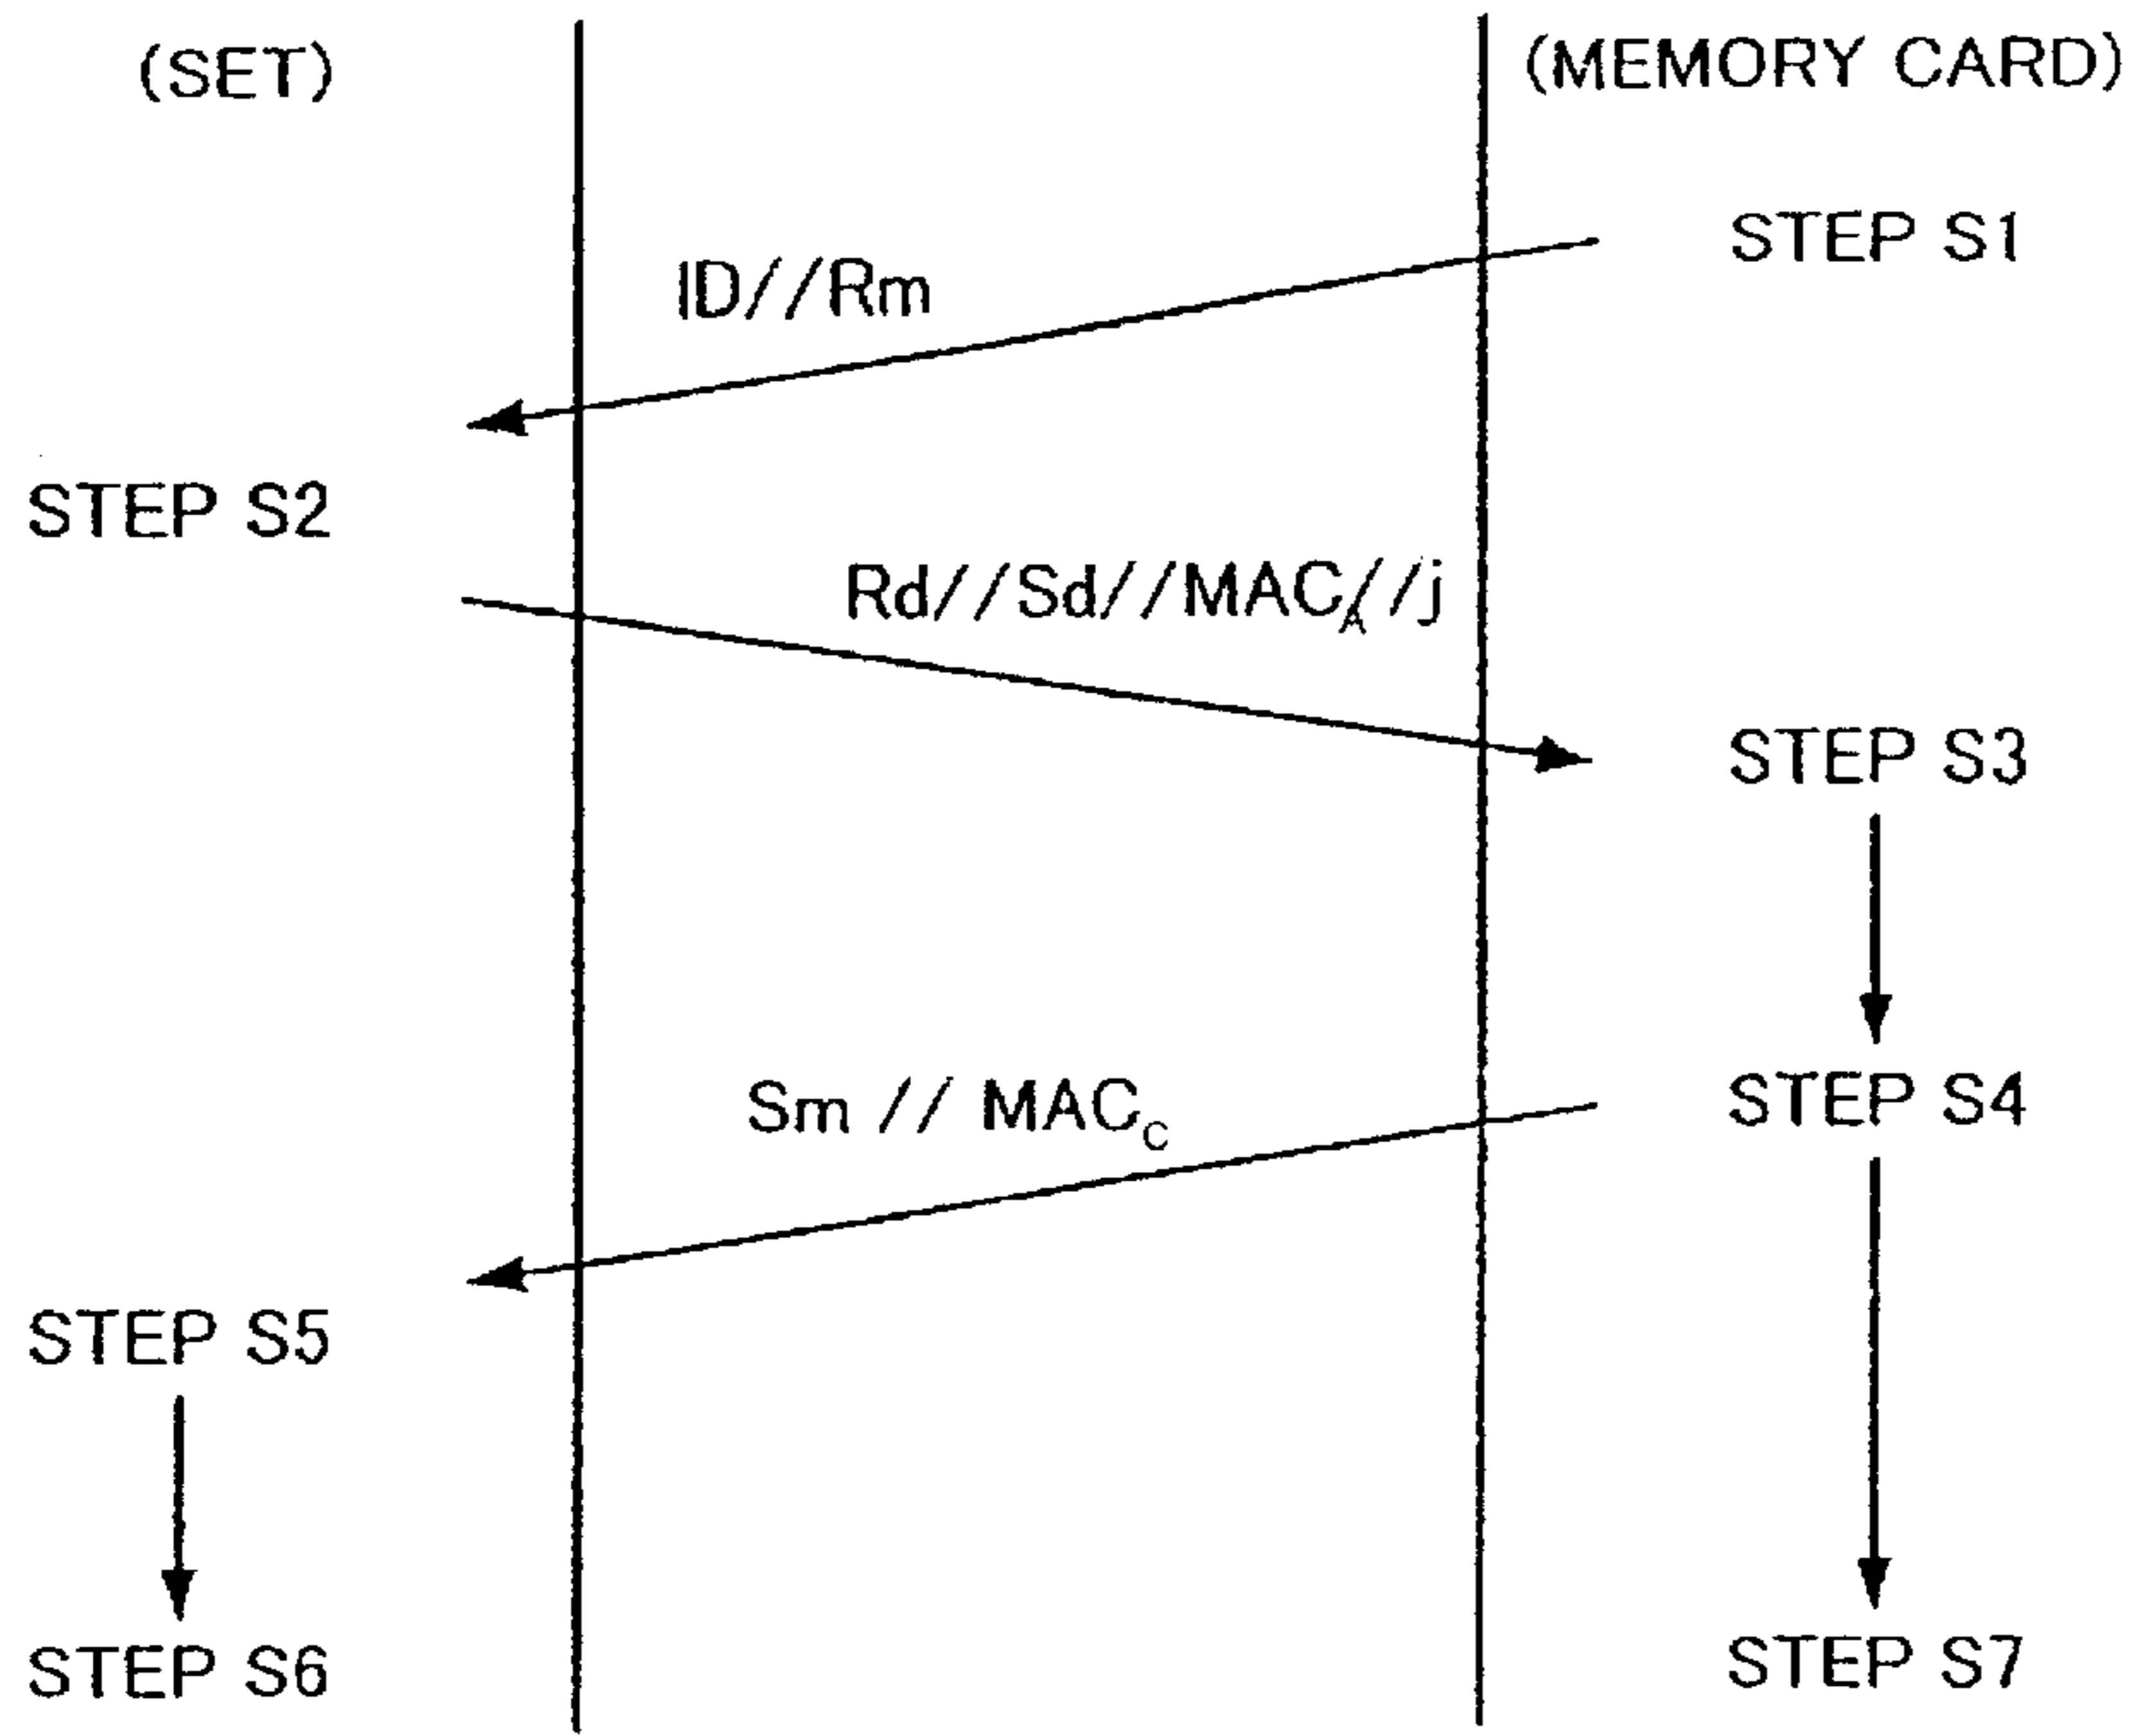 (SET)
(MEMORY CARD)
STEP S1
ID//Rm
STEP S2
Rd//Sd//MACA//j
STEP S3
Sm // MACC
STEP S4
STEP S5
STEP S6
STEP S7